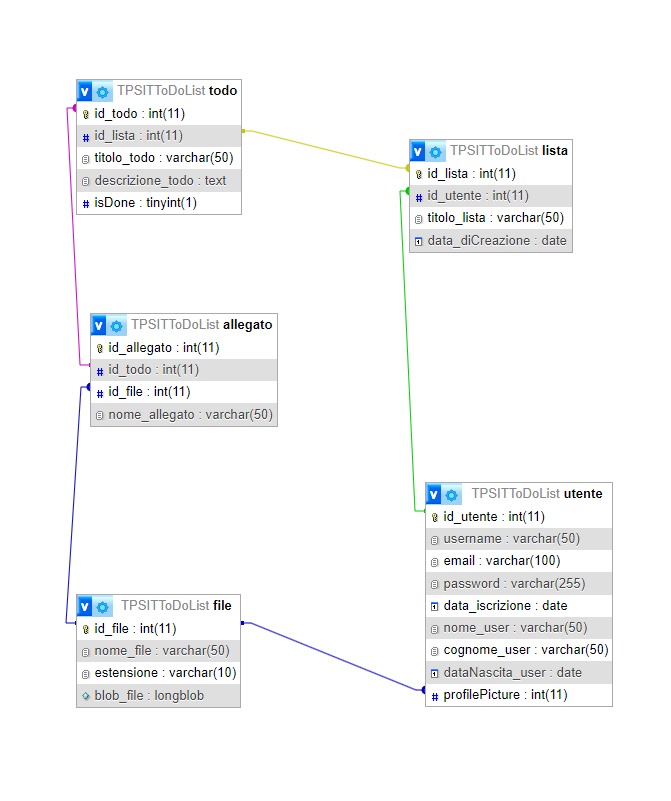 TPSITToDoList todo
id_todo : int(11)
id_lista : int(11)
titolo_todo : varchar(50)
descrizione_todo : text
isDone : tinyint(1)
TPSITToDoList lista
id_lista : int(11)
id_utente : int(11)
titolo_lista : varchar(50)
data_diCreazione : date
TPSITToDoList allegato
id_allegato : int(11)
id_todo : int(11)
id_file : int(11)
nome_allegato : varchar(50)
TPSITToDoList utente
id_utente : int(11)
username : varchar(50)
email : varchar(100)
password : varchar(255)
data_iscrizione : date
nome_user : varchar(50)
cognome_user : varchar(50)
dataNascita_user : date
profilePicture : int(11)
TPSITToDoList file
id_file : int(11)
nome_file : varchar(50)
estensione : varchar(10)
blob_file : longblob